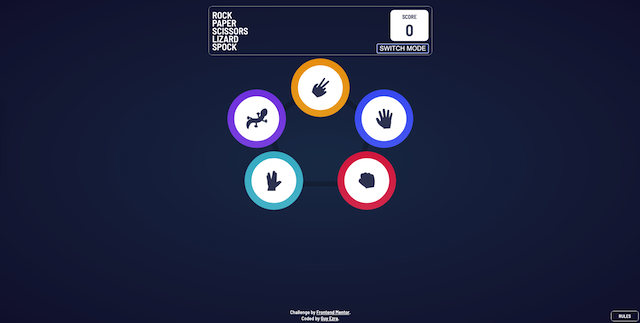 ROCK
PAPER
SCISSORS
LIZARD
SPOCK
SCORE
0
SWITCH MODE
Challenge by Frontend Mentor.
Coded by Guy Ezra.
RULES